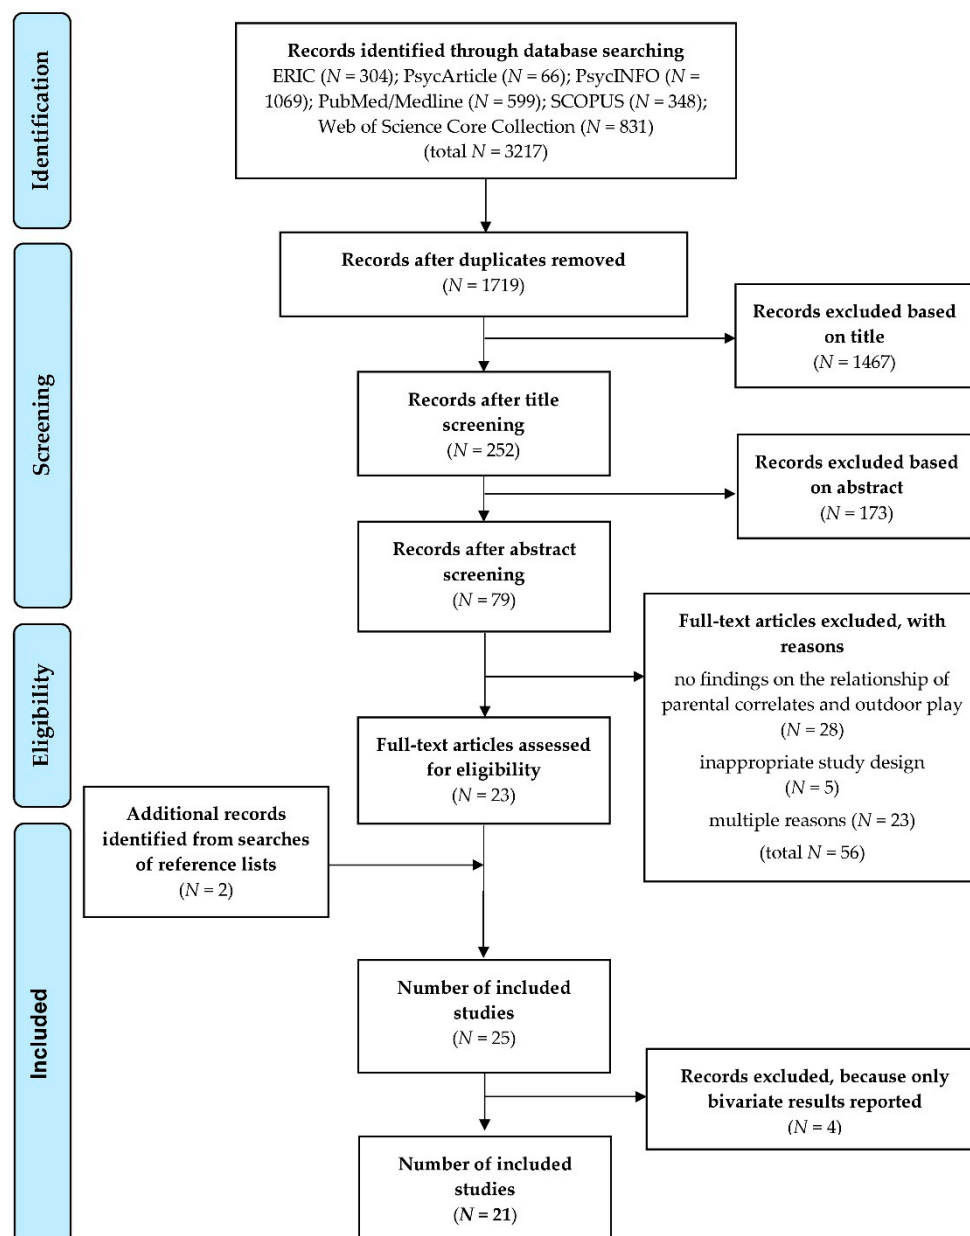 Identification
Records identified through database searching
ERIC (N = 304); PsycArticle (N = 66); PsycINFO (N =
1069); PubMed/Medline (N = 599); SCOPUS (N = 348);
Web of Science Core Collection (N = 831)
(total N = 3217)
Screening
Records after duplicates removed
(N = 1719)
Records excluded based
on title
(N = 1467)
Records after title
screening
(N = 252)
Records excluded based
on abstract
(N = 173)
Records after abstract
screening
(N = 79)
Eligibility
Full-text articles excluded, with
reasons
no findings on the relationship of
parental correlates and outdoor play
(N = 28)
inappropriate study design
(N = 5)
multiple reasons (N = 23)
(total N = 56)
Full-text articles assessed
for eligibility
(N = 23)
Included
Additional records
identified from searches
of reference lists
(N = 2)
Number of included
studies
(N = 25)
Records excluded, because only
bivariate results reported
(N = 4)
Number of included
studies
(N = 21)